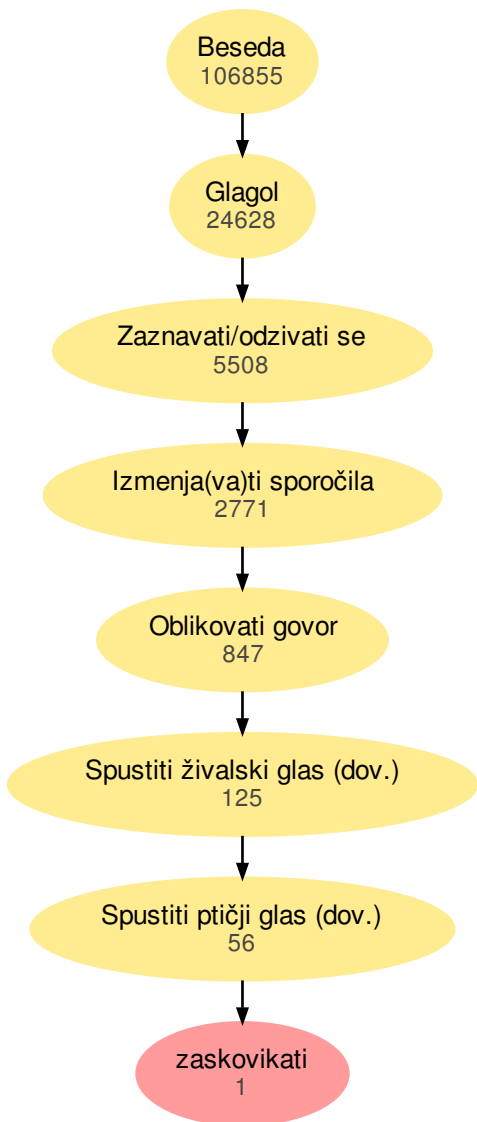 Beseda
106855
Glagol
24628
Zaznavati/odzivati se
5508
Izmenja(va)ti sporočila
2771
Oblikovati govor
847
Spustiti živalski glas (dov.)
125
Spustiti ptičji glas (dov.)
56
zaskovikati
1